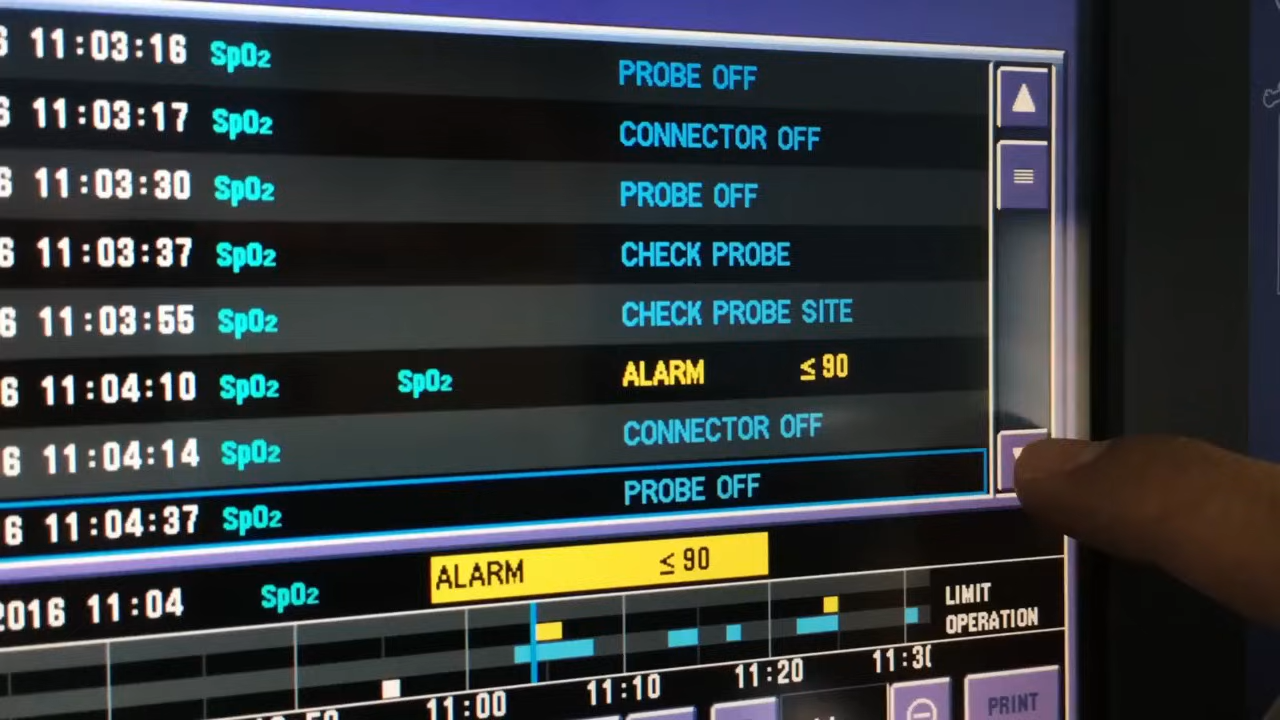 6 11:03:16 SpO2 PROBE OFF
6 11:03:17 SpO2 CONNECTOR OFF
6 11:03:30 SpO2 PROBE OFF
6 11:03:37 SpO2 CHECK PROBE
6 11:03:55 SpO2 CHECK PROBE SITE
6 11:04:10 SpO2 SpO2 ALARM ≤90
6 11:04:14 SpO2 CONNECTOR OFF
6 11:04:37 SpO2 PROBE OFF
2016 11:04 SpO2 ALARM ≤90
LIMIT
OPERATION
11:00 11:10 11:20 11:30
PRINT